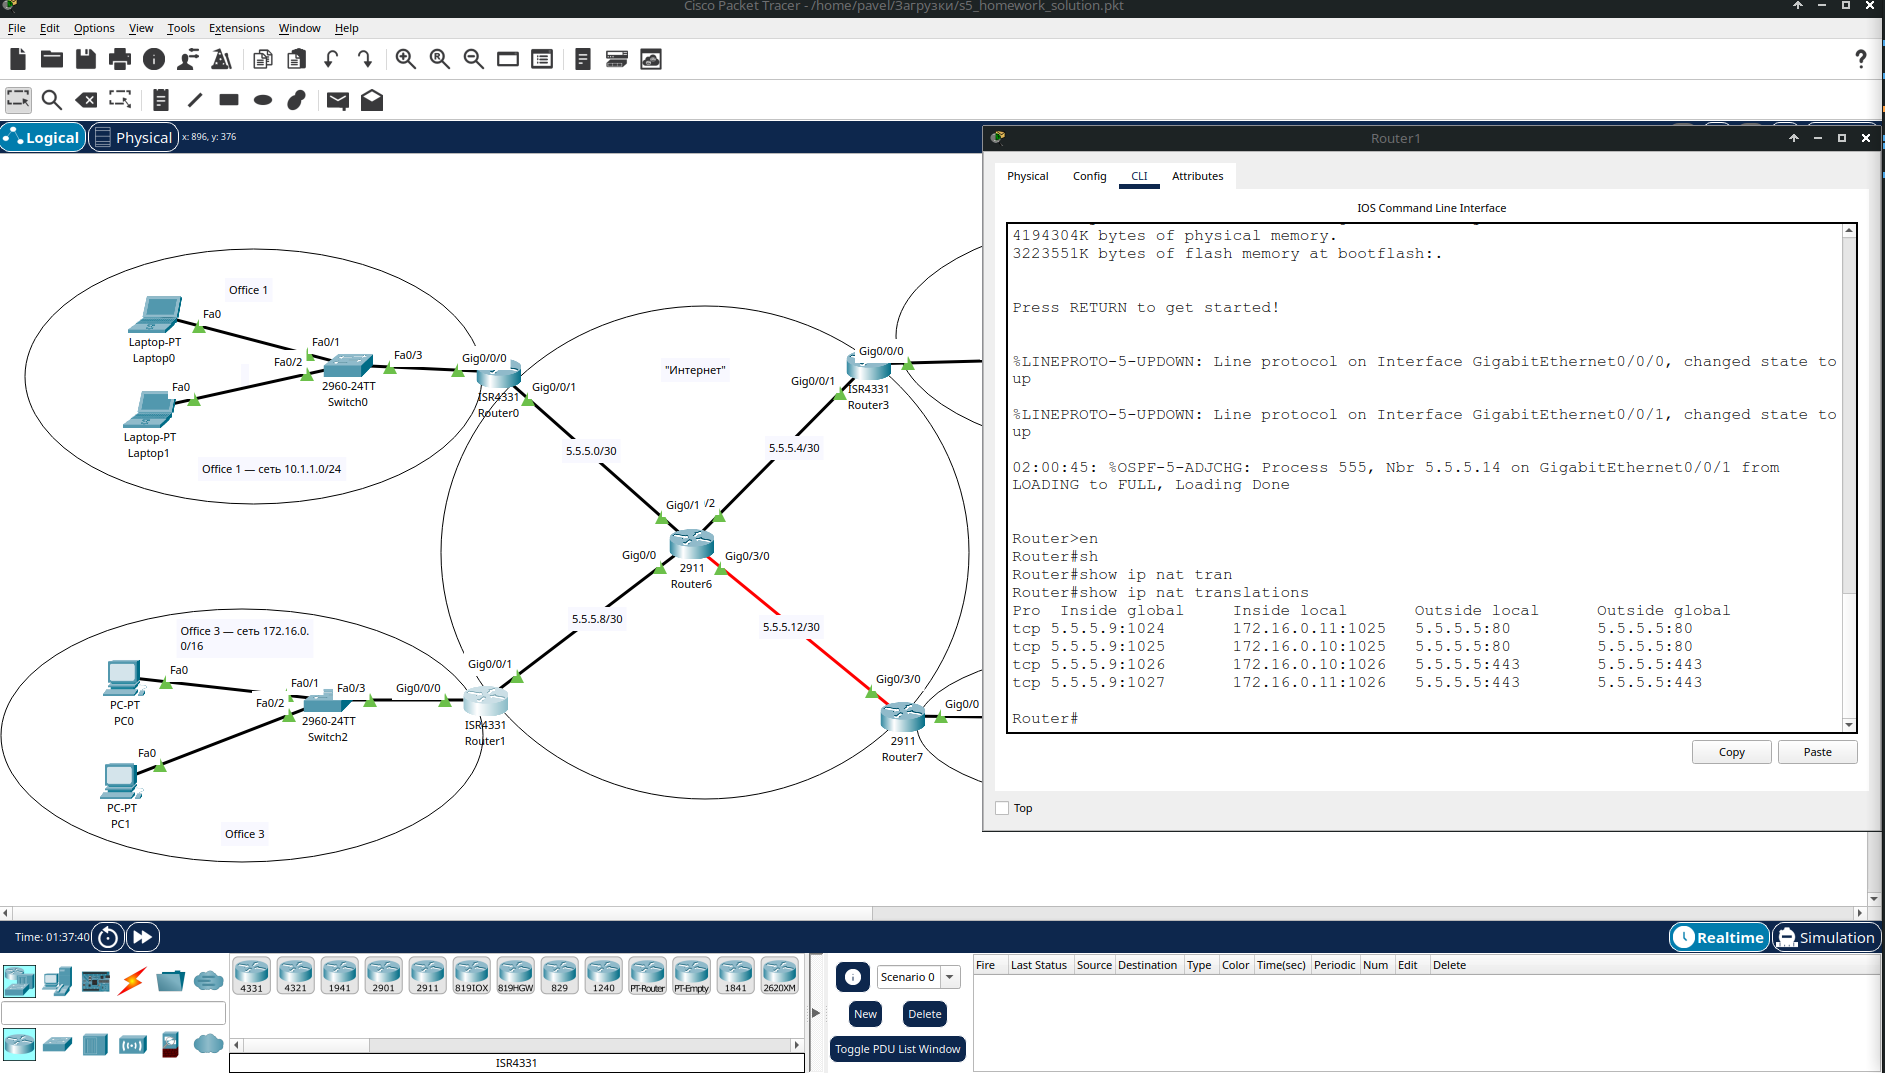 Cisco Packet Tracer - /home/pavel/Загрузки/s5_homework_solution.pkt
File Edit Options View Tools Extensions Window Help
Logical Physical x: 896, y: 376
Office 1
Fa0
Laptop-PT
Laptop0
Fa0/1
Fa0/2
Fa0/3
Fa0
2960-24TT
Switch0
Laptop-PT
Laptop1
Office 1 — сеть 10.1.1.0/24
Gig0/0/0
Gig0/0/1
ISR4331
Router0
"Интернет"
Gig0/0/0
Gig0/0/1
ISR4331
Router3
5.5.5.0/30
5.5.5.4/30
Gig0/1
/2
Gig0/0
Gig0/3/0
2911
Router6
5.5.5.8/30
5.5.5.12/30
Office 3 — сеть 172.16.0.
0/16
Fa0
PC-PT
PC0
Fa0/1
Fa0/2
Fa0/3
2960-24TT
Switch2
Gig0/0/0
Gig0/0/1
ISR4331
Router1
Fa0
PC-PT
PC1
Office 3
Gig0/3/0
Gig0/0
2911
Router7
Router1
Physical Config CLI Attributes
IOS Command Line Interface
4194304K bytes of physical memory.
3223551K bytes of flash memory at bootflash:.
Press RETURN to get started!
%LINEPROTO-5-UPDOWN: Line protocol on Interface GigabitEthernet0/0/0, changed state to
up
%LINEPROTO-5-UPDOWN: Line protocol on Interface GigabitEthernet0/0/1, changed state to
up
02:00:45: %OSPF-5-ADJCHG: Process 555, Nbr 5.5.5.14 on GigabitEthernet0/0/1 from
LOADING to FULL, Loading Done
Router>en
Router#sh
Router#show ip nat tran
Router#show ip nat translations
Pro Inside global Inside local Outside local Outside global
tcp 5.5.5.9:1024 172.16.0.11:1025 5.5.5.5:80 5.5.5.5:80
tcp 5.5.5.9:1025 172.16.0.10:1025 5.5.5.5:80 5.5.5.5:80
tcp 5.5.5.9:1026 172.16.0.10:1026 5.5.5.5:443 5.5.5.5:443
tcp 5.5.5.9:1027 172.16.0.11:1026 5.5.5.5:443 5.5.5.5:443
Router#
Copy Paste
Top
Time: 01:37:40
Realtime Simulation
4331 4321 1941 2901 2911 819IOX 819HGW 829 1240 PT-Router PT-Empty 1841 2620XM
ISR4331
Scenario 0
New Delete
Toggle PDU List Window
Fire Last Status Source Destination Type Color Time(sec) Periodic Num Edit Delete